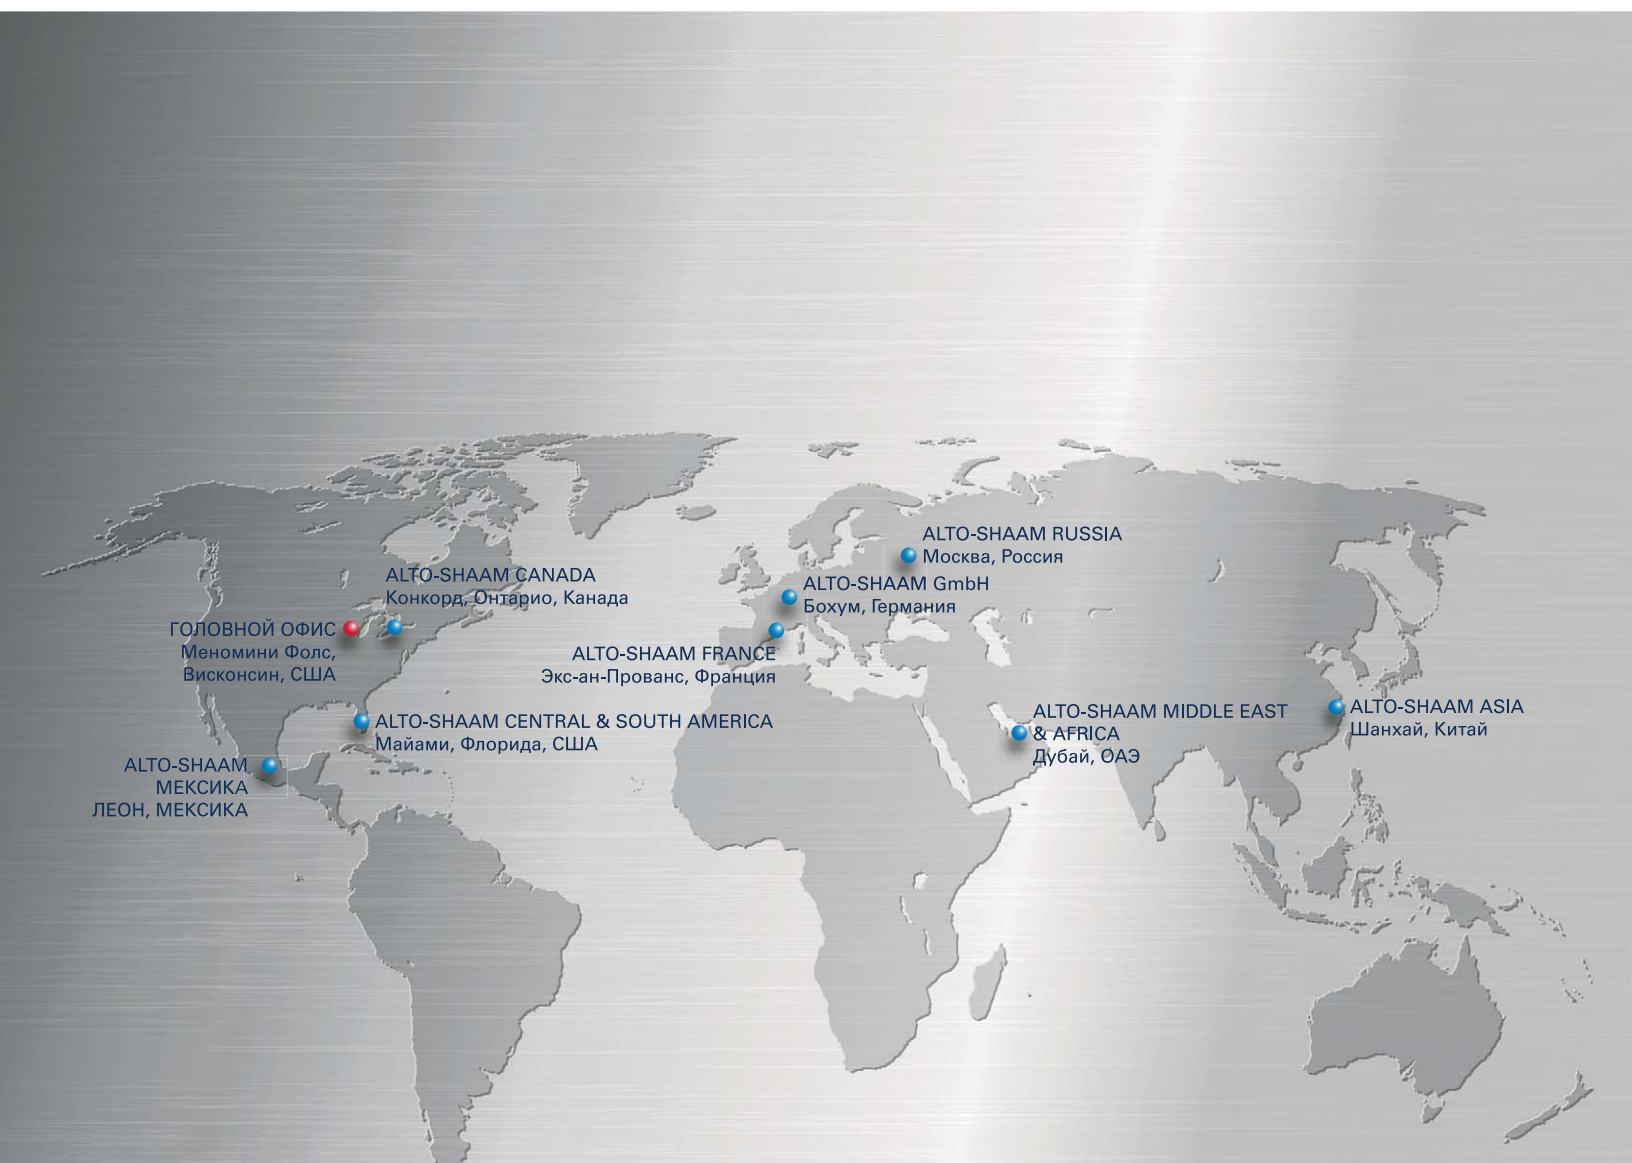 ALTO-SHAAM RUSSIA
Москва, Россия
ALTO-SHAAM CANADA
Конкорд, Онтарио, Канада
ALTO-SHAAM GmbH
Бохум, Германия
ГОЛОВНОЙ ОФИС
Меномини Фолс,
Висконсин, США
ALTO-SHAAM FRANCE
Экс-ан-Прованс, Франция
ALTO-SHAAM CENTRAL & SOUTH AMERICA
Майами, Флорида, США
ALTO-SHAAM MIDDLE EAST
& AFRICA
Дубай, ОАЭ
ALTO-SHAAM ASIA
Шанхай, Китай
ALTO-SHAAM
МЕКСИКА
ЛЕОН, МЕКСИКА